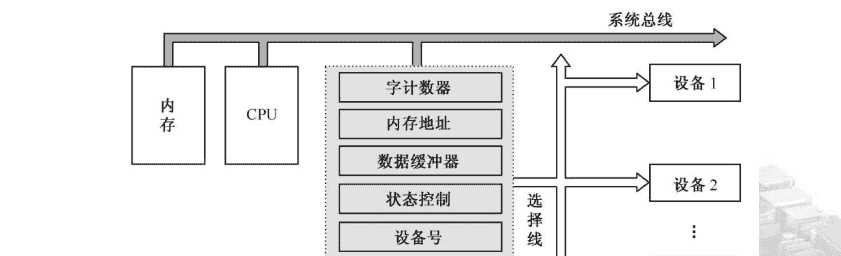 系统总线
内存
CPU
字计数器
内存地址
数据缓冲器
状态控制
设备号
选择线
设备 1
设备 2
⋮